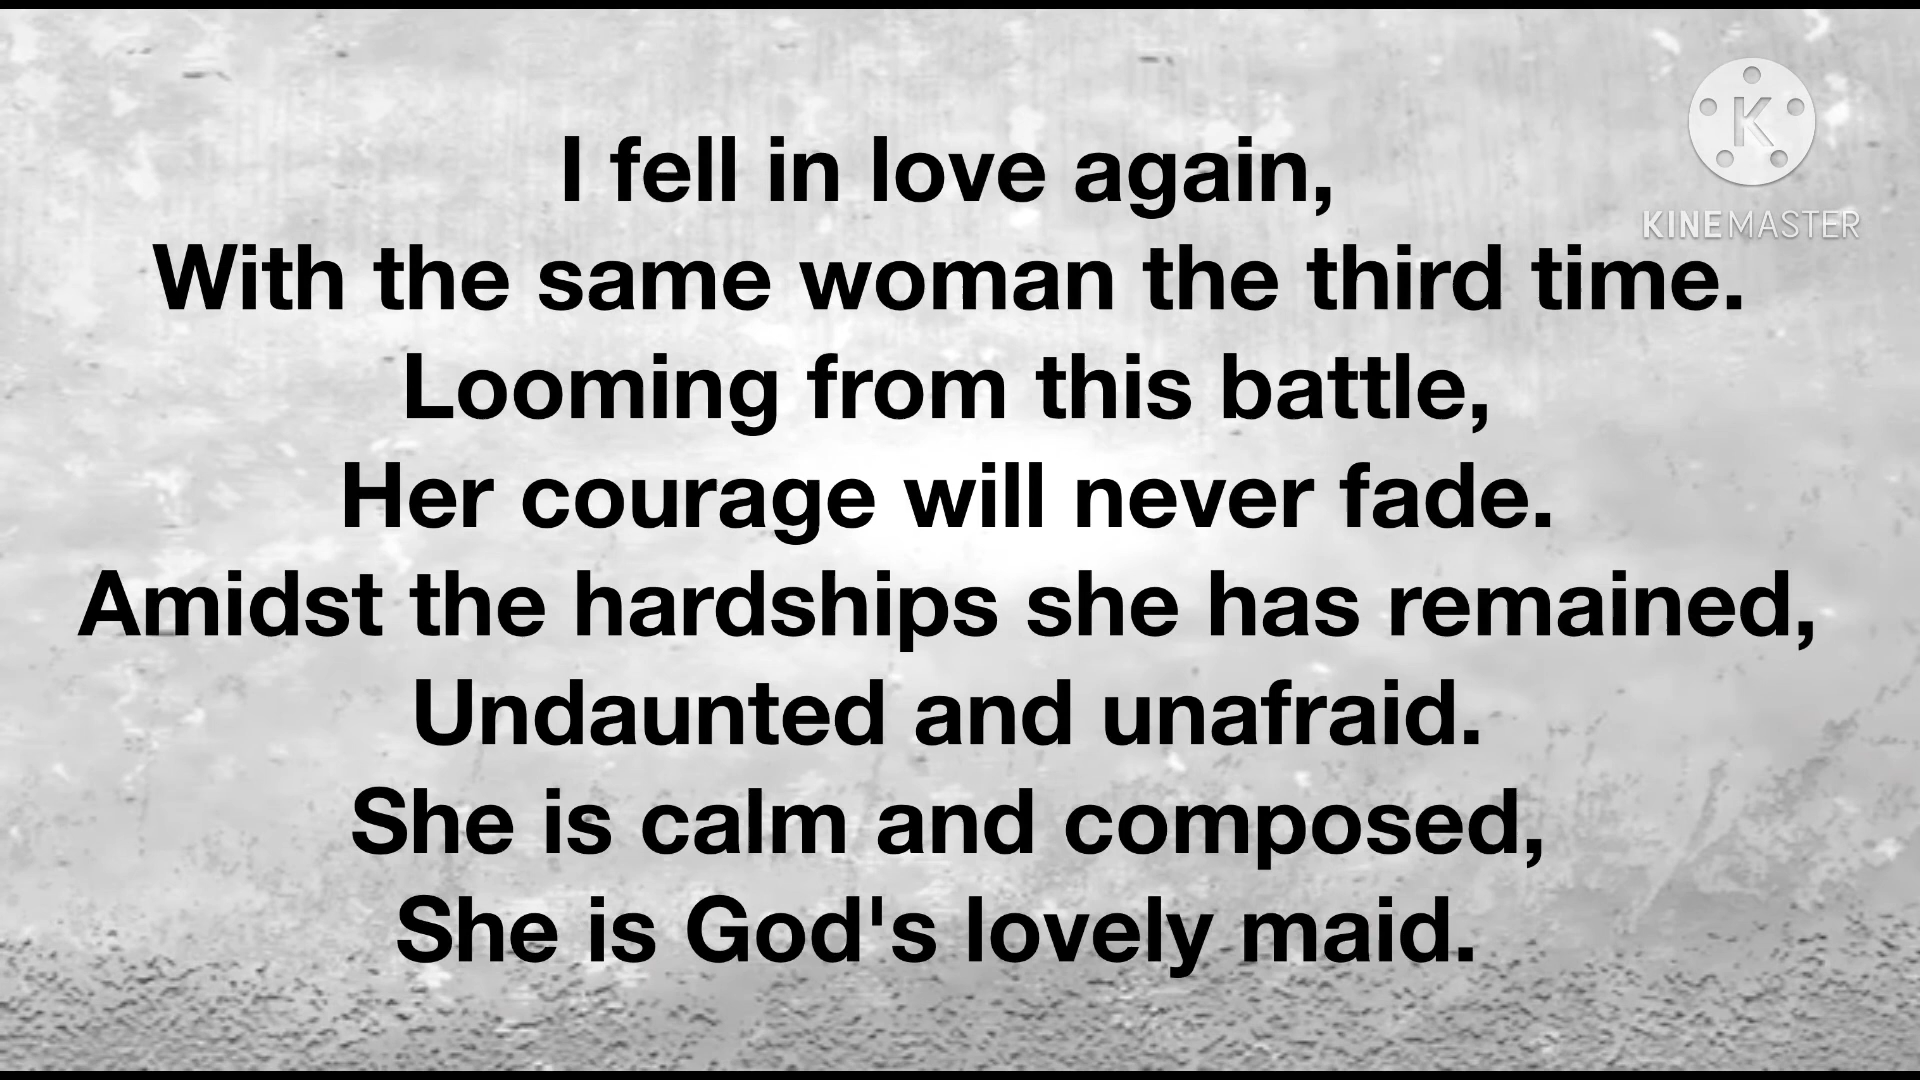 K
KINEMASTER
I fell in love again,
With the same woman the third time.
Looming from this battle,
Her courage will never fade.
Amidst the hardships she has remained,
Undaunted and unafraid.
She is calm and composed,
She is God's lovely maid.